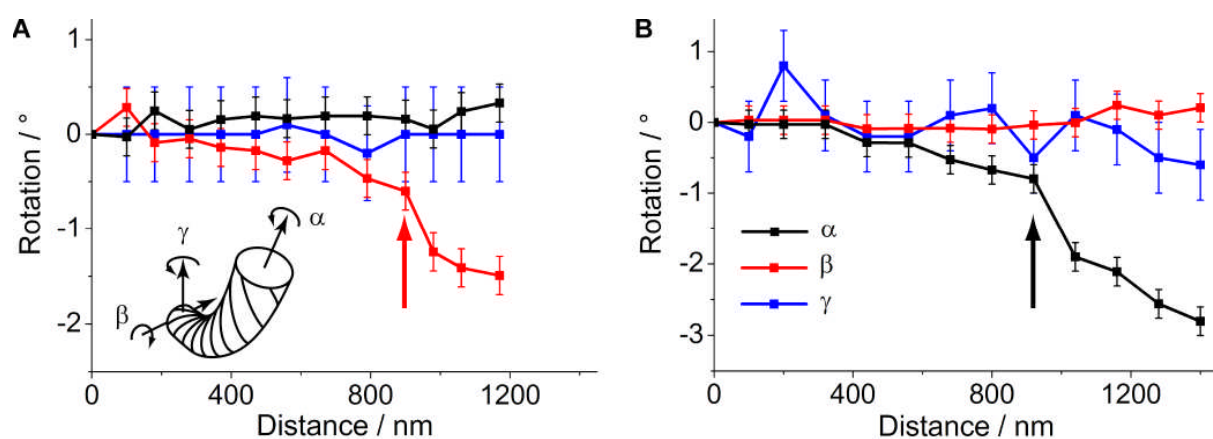 A
1
0
-1
-2
Rotation / °
γ
α
β
0
400
800
1200
Distance / nm
B
1
0
-1
-2
-3
Rotation / °
α
β
γ
0
400
800
1200
Distance / nm